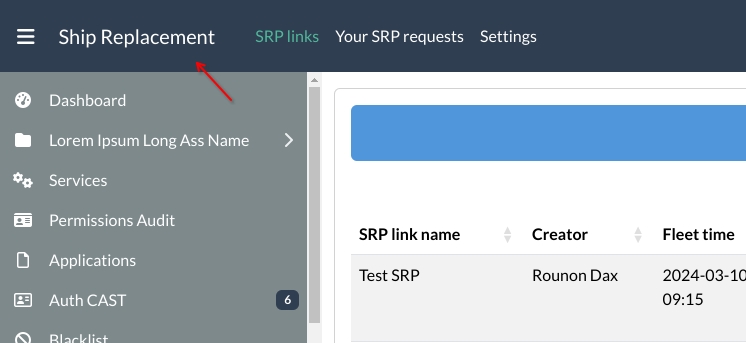 Ship Replacement SRP links Your SRP requests Settings
Dashboard
Lorem Ipsum Long Ass Name
Services
Permissions Audit
Applications
Auth CAST 6
Blacklist
SRP link name Creator Fleet time
Test SRP Rounon Dax 2024-03-10
09:15